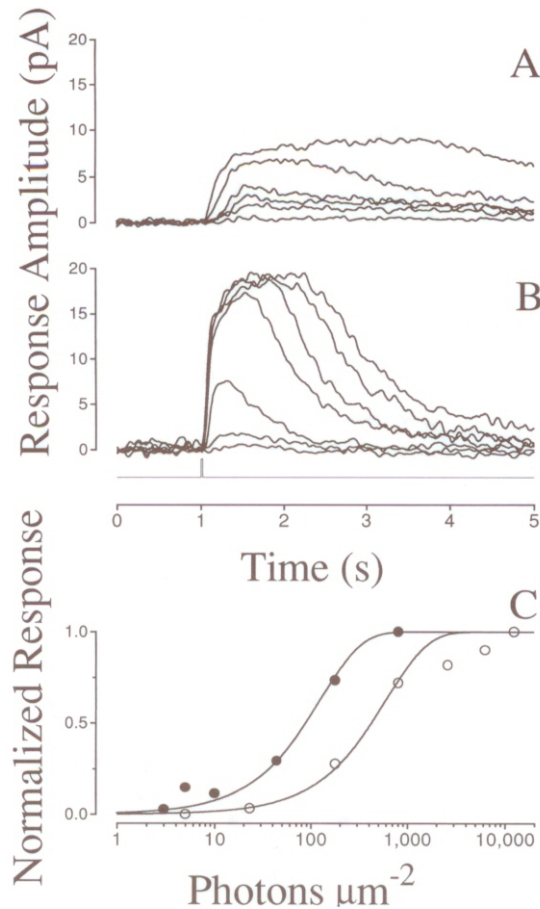 Response Amplitude (pA)
A
20
15
10
5
0
B
20
15
10
5
0
0 1 2 3 4 5
Time (s)
Normalized Response
C
1.0
0.5
0.0
1 10 100 1,000 10,000
Photons μm-2